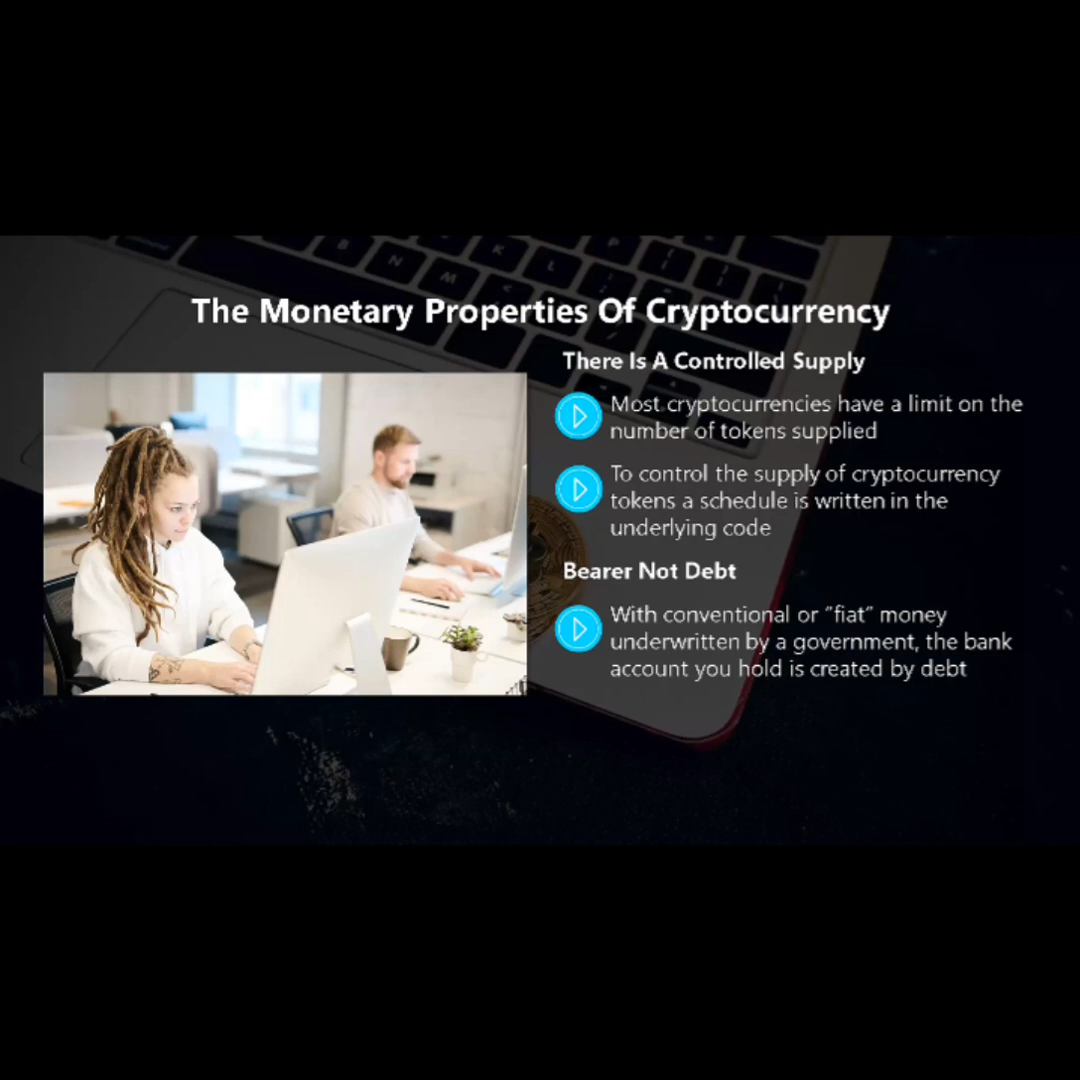 The Monetary Properties Of Cryptocurrency
There Is A Controlled Supply
Most cryptocurrencies have a limit on the
number of tokens supplied
To control the supply of cryptocurrency
tokens a schedule is written in the
underlying code
Bearer Not Debt
With conventional or "fiat" money
underwritten by a government, the bank
account you hold is created by debt